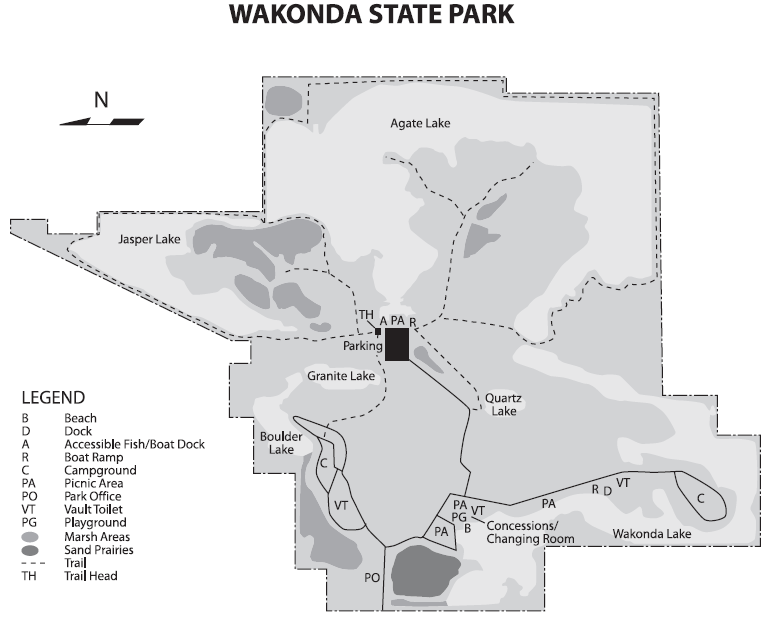 WAKONDA STATE PARK
N
Agate Lake
Jasper Lake
TH
A PA R
Parking
Granite Lake
Quartz
Lake
Boulder
Lake
C
VT
PA
PG
VT
B
PA
Concessions/
Changing Room
PA
R D VT
C
Wakonda Lake
PO
LEGEND
B Beach
D Dock
A Accessible Fish/Boat Dock
R Boat Ramp
C Campground
PA Picnic Area
PO Park Office
VT Vault Toilet
PG Playground
Marsh Areas
Sand Prairies
Trail
TH Trail Head